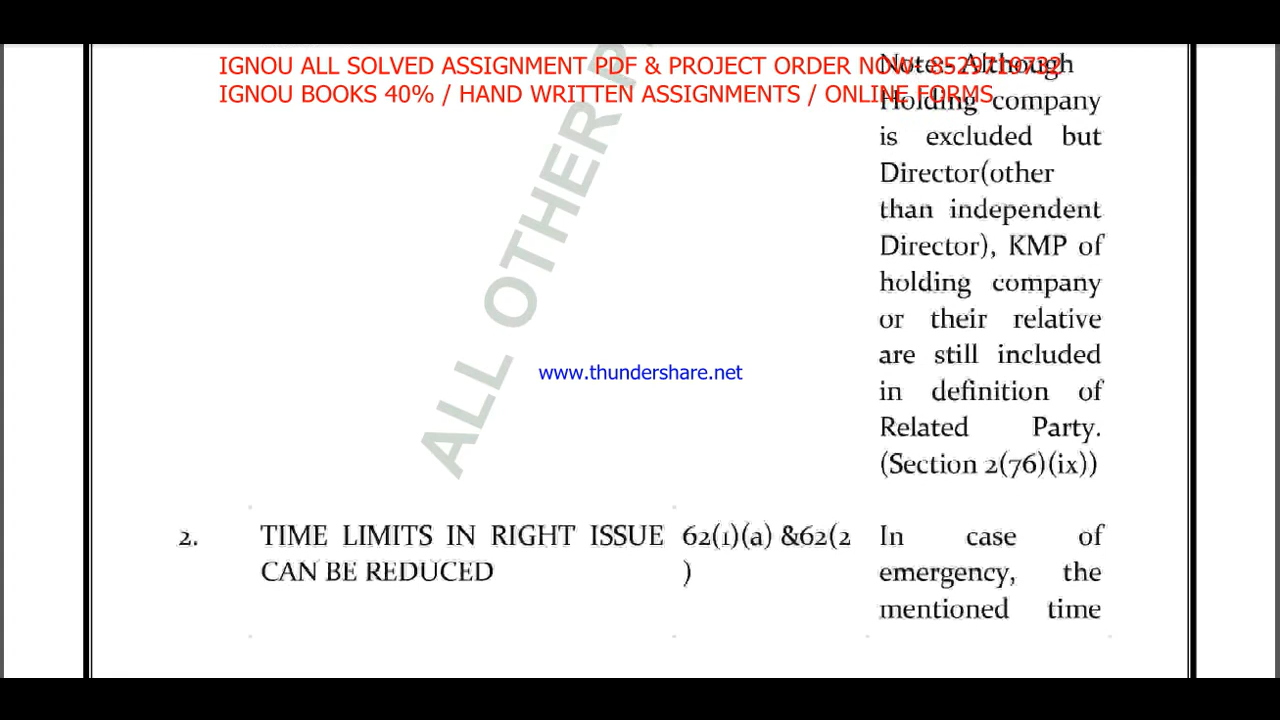 IGNOU ALL SOLVED ASSIGNMENT PDF & PROJECT ORDER NOW-
IGNOU BOOKS 40% / HAND WRITTEN ASSIGNMENTS / ONLINE FORMS
Note:- Although
Holding company
is excluded but
Director(other
than independent
Director), KMP of
holding company
or their relative
are still included
in definition of
Related Party.
(Section 2(76)(ix))
ALL OTHER
www.thundershare.net
2. TIME LIMITS IN RIGHT ISSUE 62(1)(a) &62(2 In case of
CAN BE REDUCED ) emergency, the
mentioned time